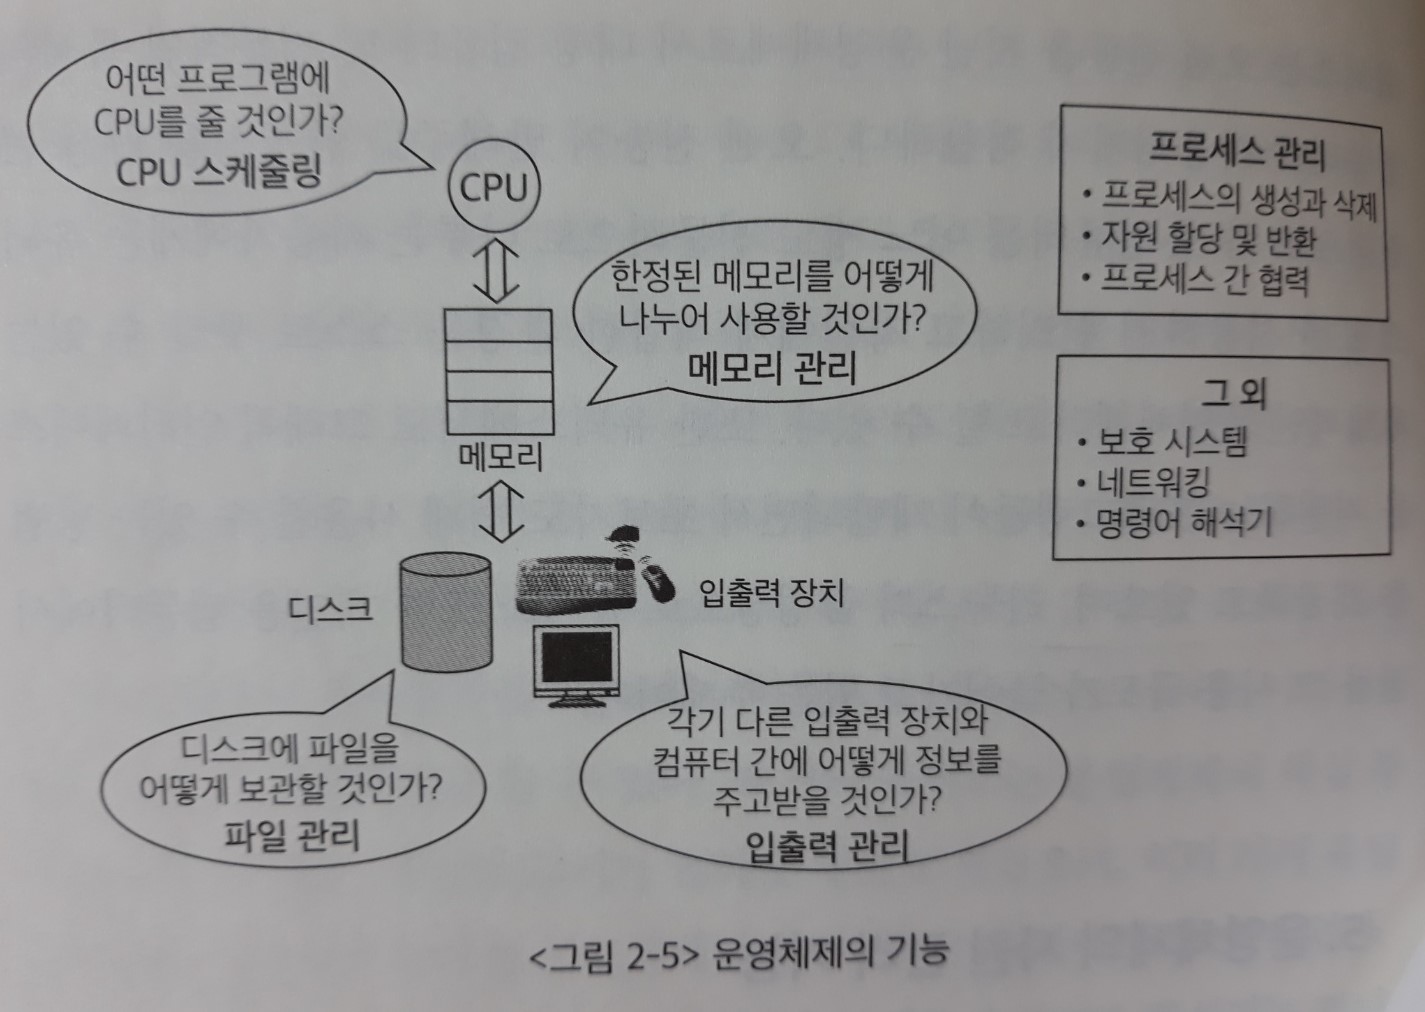 어떤 프로그램에
CPU를 줄 것인가?
CPU 스케줄링
CPU
한정된 메모리를 어떻게
나누어 사용할 것인가?
메모리 관리
메모리
디스크
입출력 장치
디스크에 파일을
어떻게 보관할 것인가?
파일 관리
각기 다른 입출력 장치와
컴퓨터 간에 어떻게 정보를
주고받을 것인가?
입출력 관리
프로세스 관리
• 프로세스의 생성과 삭제
• 자원 할당 및 반환
• 프로세스 간 협력
그 외
• 보호 시스템
• 네트워킹
• 명령어 해석기
<그림 2-5> 운영체제의 기능